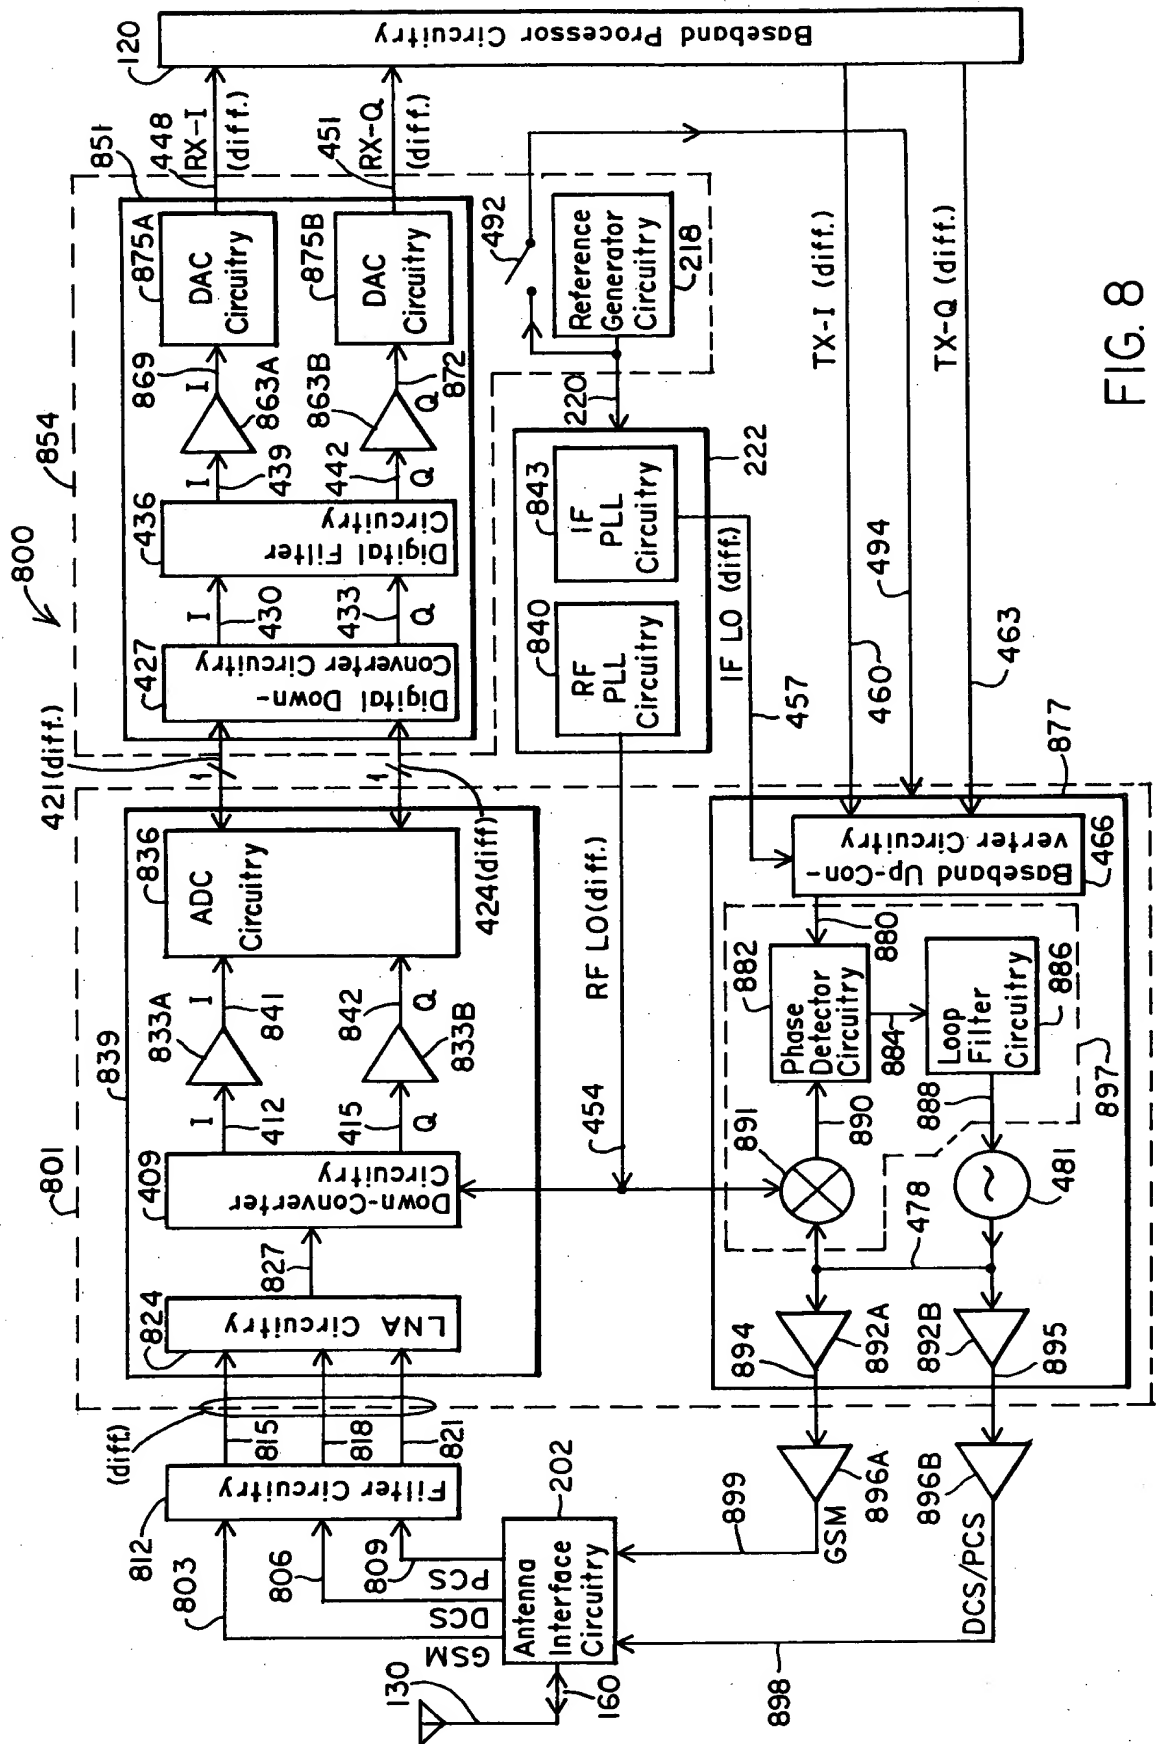 FIG. 8
800
801
854
851
839
120
Baseband Processor Circuitry
RX-I
(diff.)
448
RX-Q
(diff.)
451
875A
DAC
Circuitry
875B
DAC
Circuitry
869
I
863A
863B
Q
872
I
439
442
Q
436
Digital Filter
Circuitry
I
430
433
Q
427
Digital Down-
Converter Circuitry
421(diff.)
1
1
424(diff)
836
ADC
Circuitry
833A
I
841
842
Q
833B
I
412
415
Q
409
Down-Converter
Circuitry
827
824
LNA Circuitry
(diff.)
815
818
821
812
Filter Circuitry
803
806
809
GSM
DCS
PCS
202
Antenna
Interface
Circuitry
130
160
492
Reference
Generator
Circuitry
218
220
222
843
IF
PLL
Circuitry
840
RF
PLL
Circuitry
IF LO (diff.)
457
RF LO(diff.)
454
TX-I (diff.)
460
494
TX-Q (diff.)
463
877
Baseband Up-Con-
verter Circuitry
466
880
882
Phase
Detector
Circuitry
884
Loop
Filter
Circuitry
886
888
890
891
897
481
478
892A
892B
894
895
896A
896B
GSM
DCS/PCS
899
898